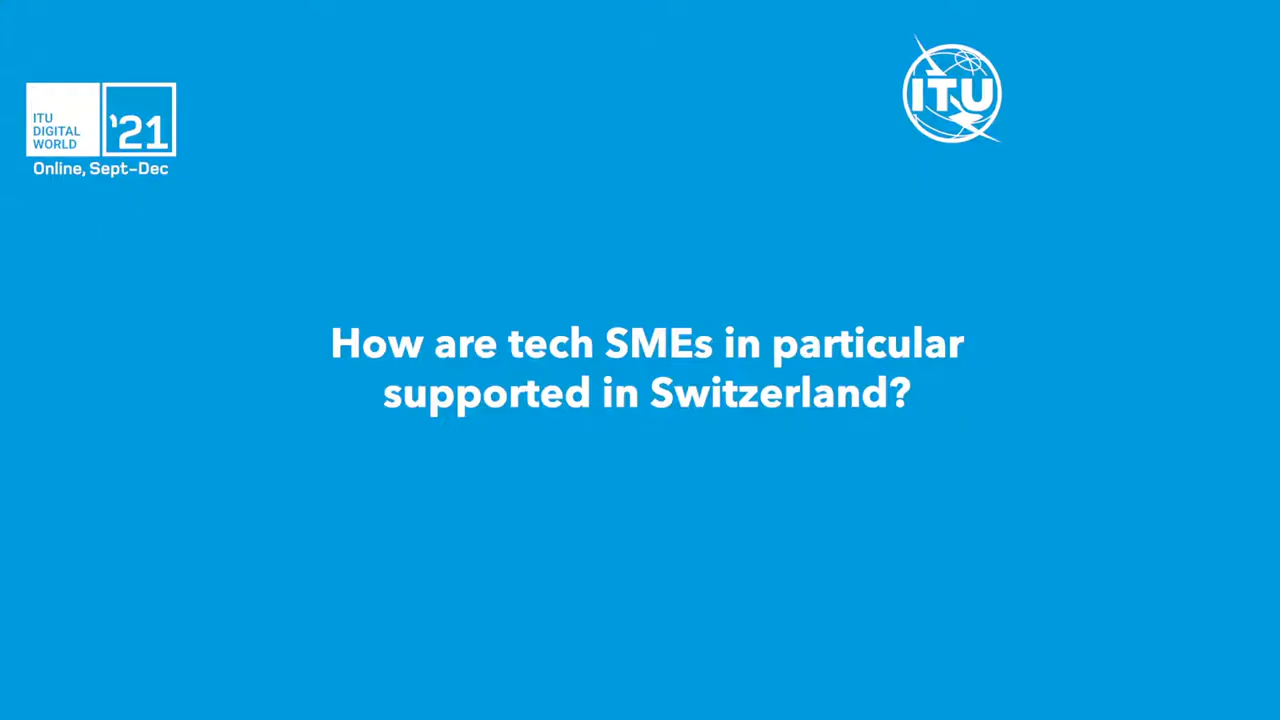 ITU
DIGITAL
WORLD
'21
Online, Sept–Dec
ITU
How are tech SMEs in particular
supported in Switzerland?